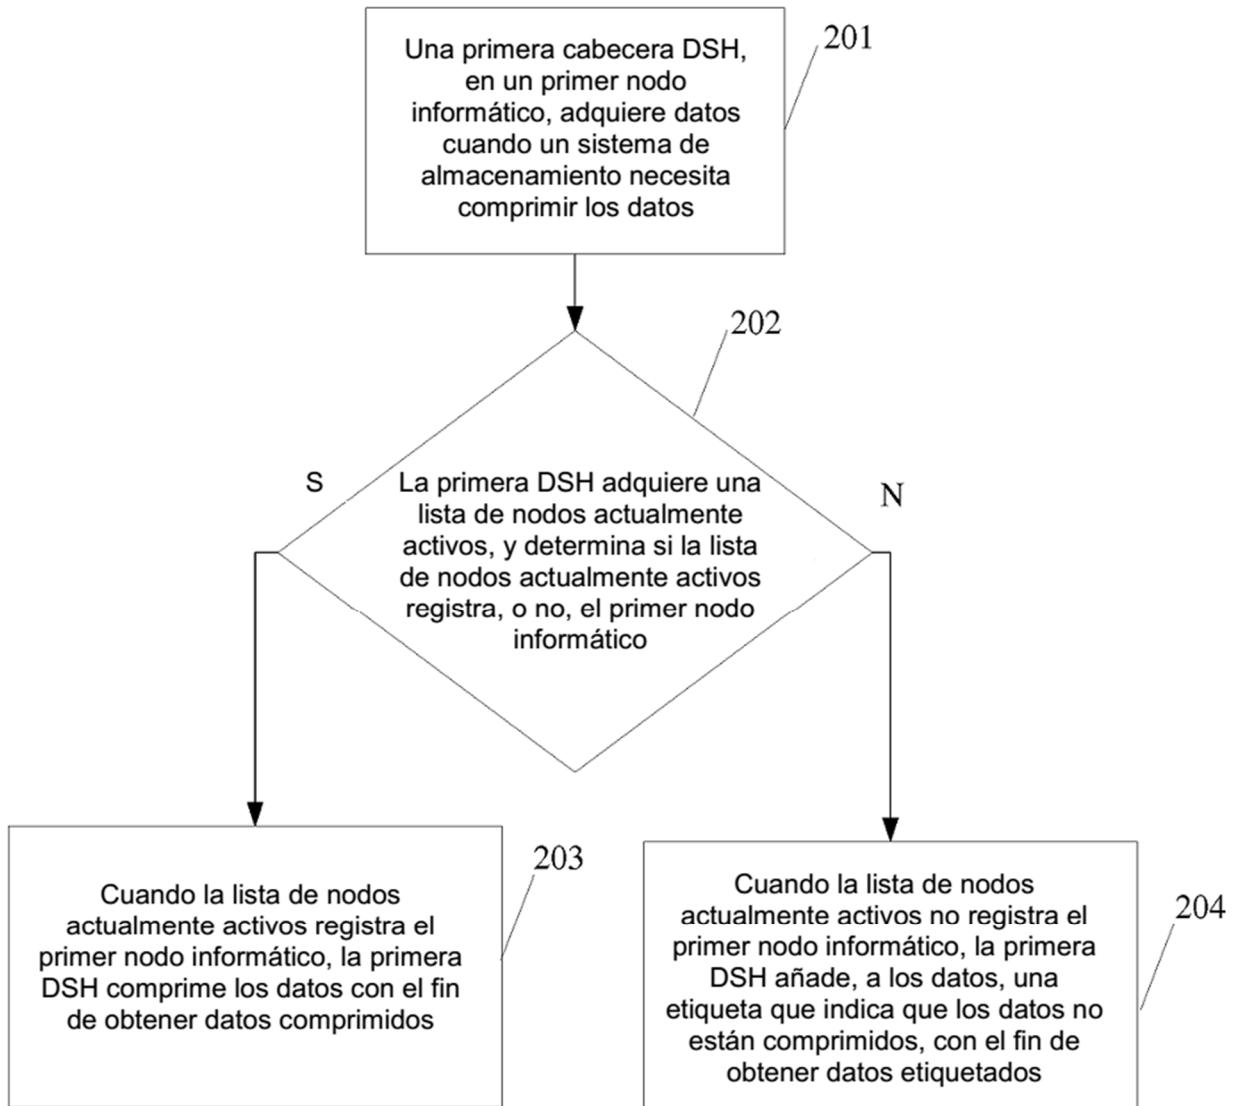 Una primera cabecera DSH,
en un primer nodo
informático, adquiere datos
cuando un sistema de
almacenamiento necesita
comprimir los datos
201
202
S
La primera DSH adquiere una
lista de nodos actualmente
activos, y determina si la lista
de nodos actualmente activos
registra, o no, el primer nodo
informático
N
Cuando la lista de nodos
actualmente activos registra el
primer nodo informático, la primera
DSH comprime los datos con el fin
de obtener datos comprimidos
203
Cuando la lista de nodos
actualmente activos no registra el
primer nodo informático, la primera
DSH añade, a los datos, una
etiqueta que indica que los datos no
están comprimidos, con el fin de
obtener datos etiquetados
204